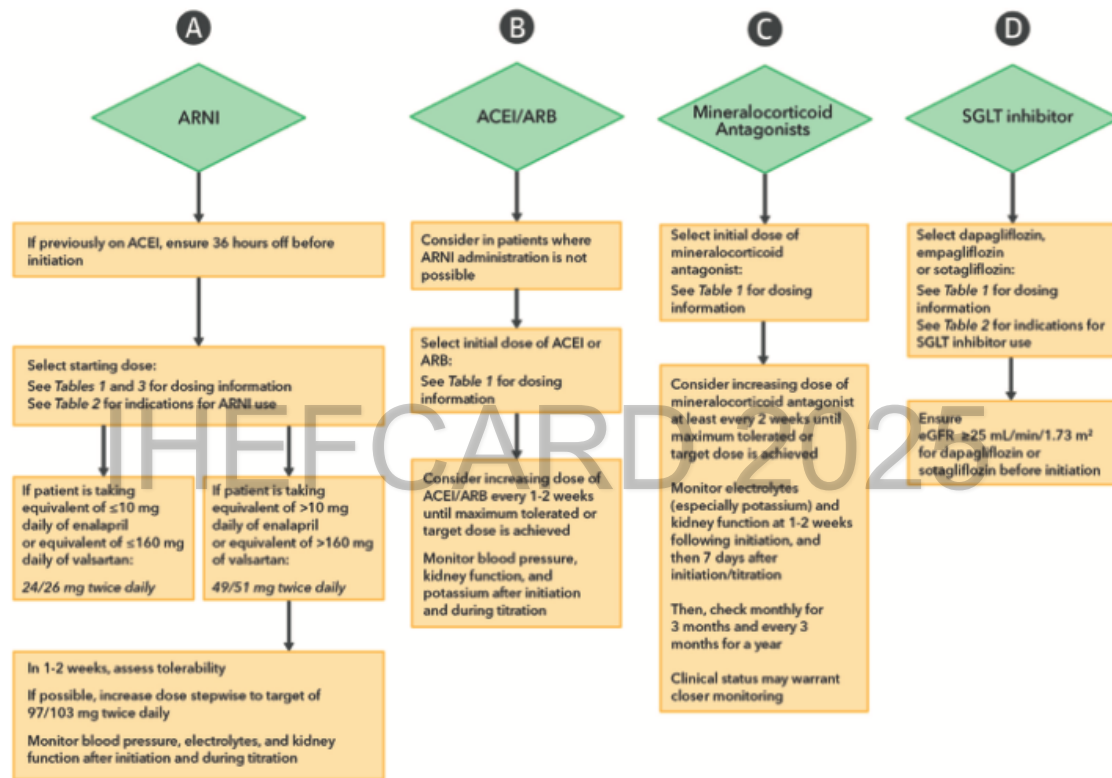 A
ARNI
If previously on ACEI, ensure 36 hours off before
initiation
Select starting dose:
See Tables 1 and 3 for dosing information
See Table 2 for indications for ARNI use
If patient is taking
equivalent of ≤10 mg
daily of enalapril
or equivalent of ≤160 mg
daily of valsartan:
24/26 mg twice daily
If patient is taking
equivalent of >10 mg
daily of enalapril
or equivalent of >160 mg
of valsartan:
49/51 mg twice daily
In 1-2 weeks, assess tolerability
If possible, increase dose stepwise to target of
97/103 mg twice daily
Monitor blood pressure, electrolytes, and kidney
function after initiation and during titration
B
ACEI/ARB
Consider in patients where
ARNI administration is not
possible
Select initial dose of ACEI or
ARB:
See Table 1 for dosing
information
Consider increasing dose of
ACEI/ARB every 1-2 weeks
until maximum tolerated or
target dose is achieved
Monitor blood pressure,
kidney function, and
potassium after initiation
and during titration
C
Mineralocorticoid
Antagonists
Select initial dose of
mineralocorticoid
antagonist:
See Table 1 for dosing
information
Consider increasing dose of
mineralocorticoid antagonist
at least every 2 weeks until
maximum tolerated or
target dose is achieved
Monitor electrolytes
(especially potassium) and
kidney function at 1-2 weeks
following initiation, and
then 7 days after
initiation/titration
Then, check monthly for
3 months and every 3
months for a year
Clinical status may warrant
closer monitoring
D
SGLT inhibitor
Select dapagliflozin,
empagliflozin
or sotagliflozin:
See Table 1 for dosing
information
See Table 2 for indications for
SGLT inhibitor use
Ensure
eGFR ≥25 mL/min/1.73 m²
for dapagliflozin or
sotagliflozin before initiation
IHEFCARD 2025